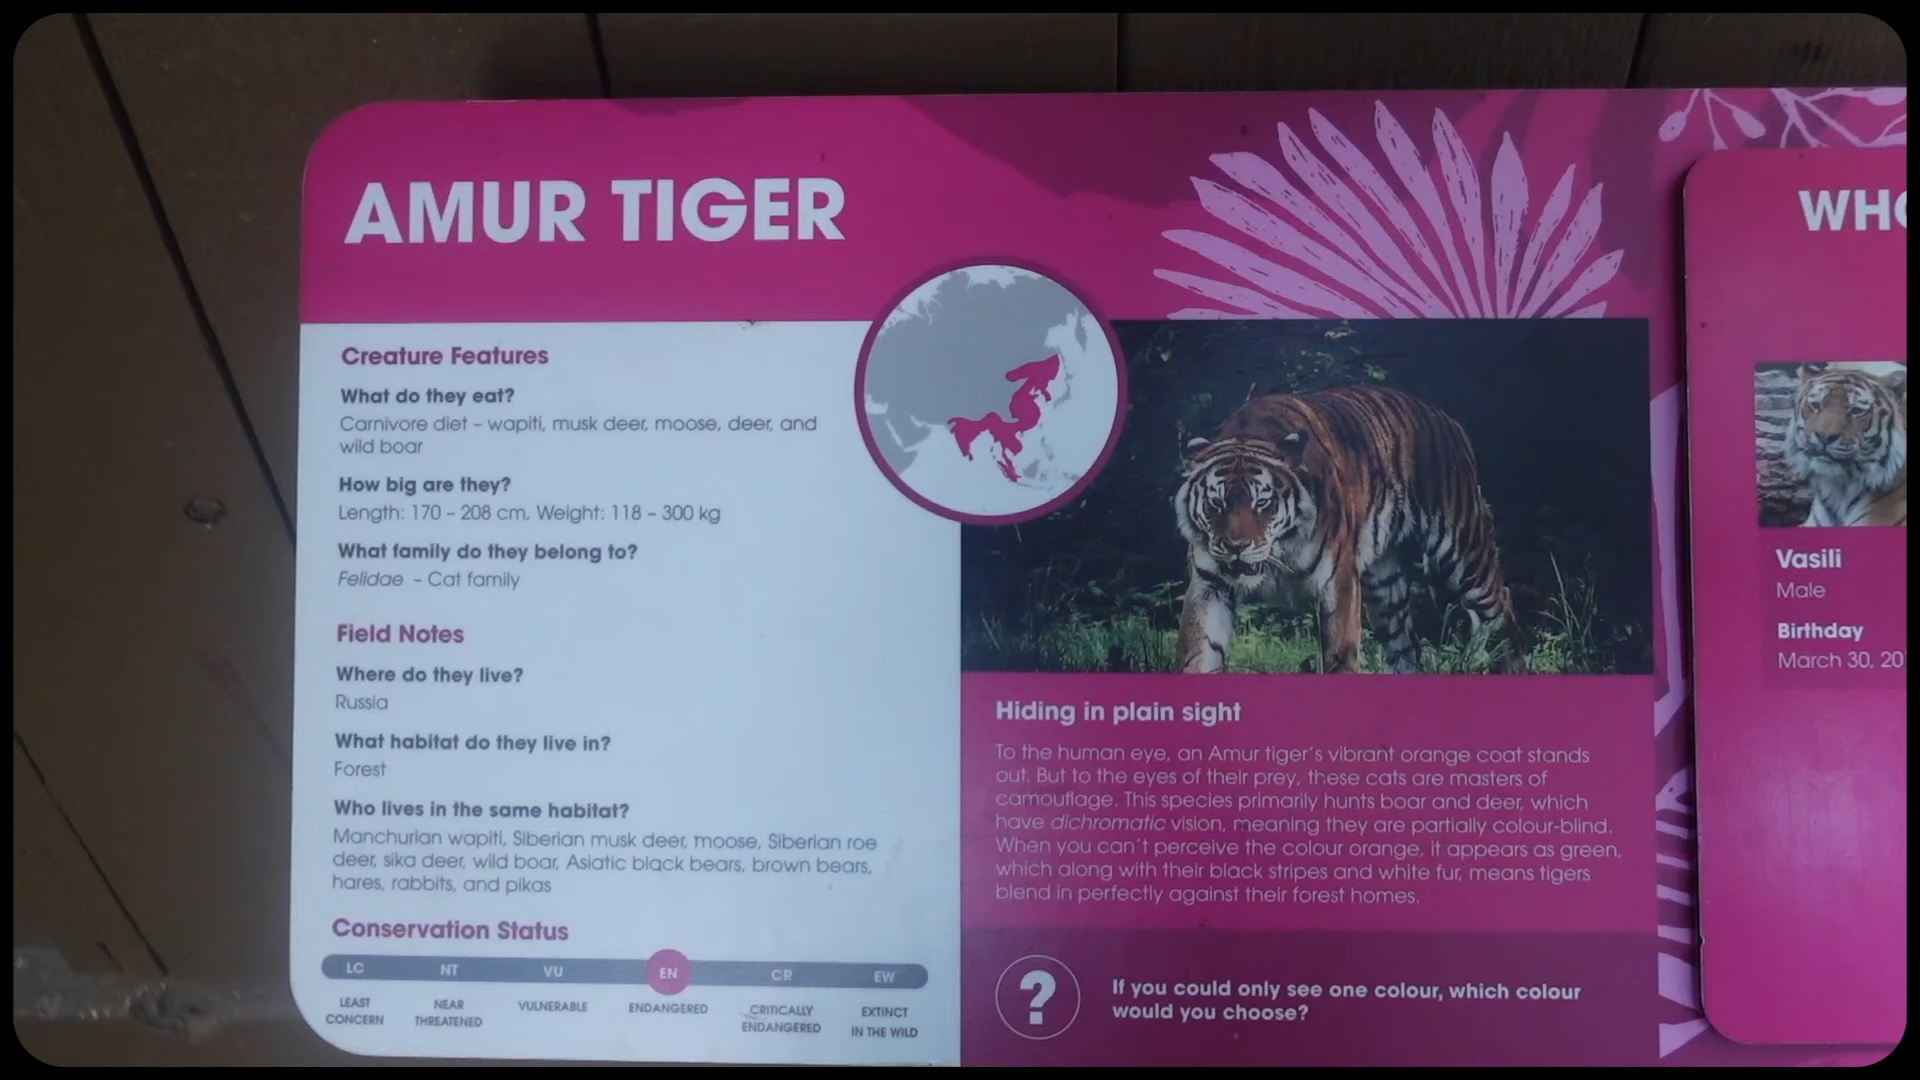 AMUR TIGER
Creature Features
What do they eat?
Carnivore diet – wapiti, musk deer, moose, deer, and
wild boar
How big are they?
Length: 170 – 208 cm, Weight: 118 – 300 kg
What family do they belong to?
Felidae – Cat family
Field Notes
Where do they live?
Russia
What habitat do they live in?
Forest
Who lives in the same habitat?
Manchurian wapiti, Siberian musk deer, moose, Siberian roe
deer, sika deer, wild boar, Asiatic black bears, brown bears,
hares, rabbits, and pikas
Conservation Status
LC NT VU EN CR EW
LEAST
CONCERN
NEAR
THREATENED
VULNERABLE
ENDANGERED
CRITICALLY
ENDANGERED
EXTINCT
IN THE WILD
Hiding in plain sight
To the human eye, an Amur tiger's vibrant orange coat stands
out. But to the eyes of their prey, these cats are masters of
camouflage. This species primarily hunts boar and deer, which
have dichromatic vision, meaning they are partially colour-blind.
When you can't perceive the colour orange, it appears as green,
which along with their black stripes and white fur, means tigers
blend in perfectly against their forest homes.
?
If you could only see one colour, which colour
would you choose?
Vasili
Male
Birthday
March 30,